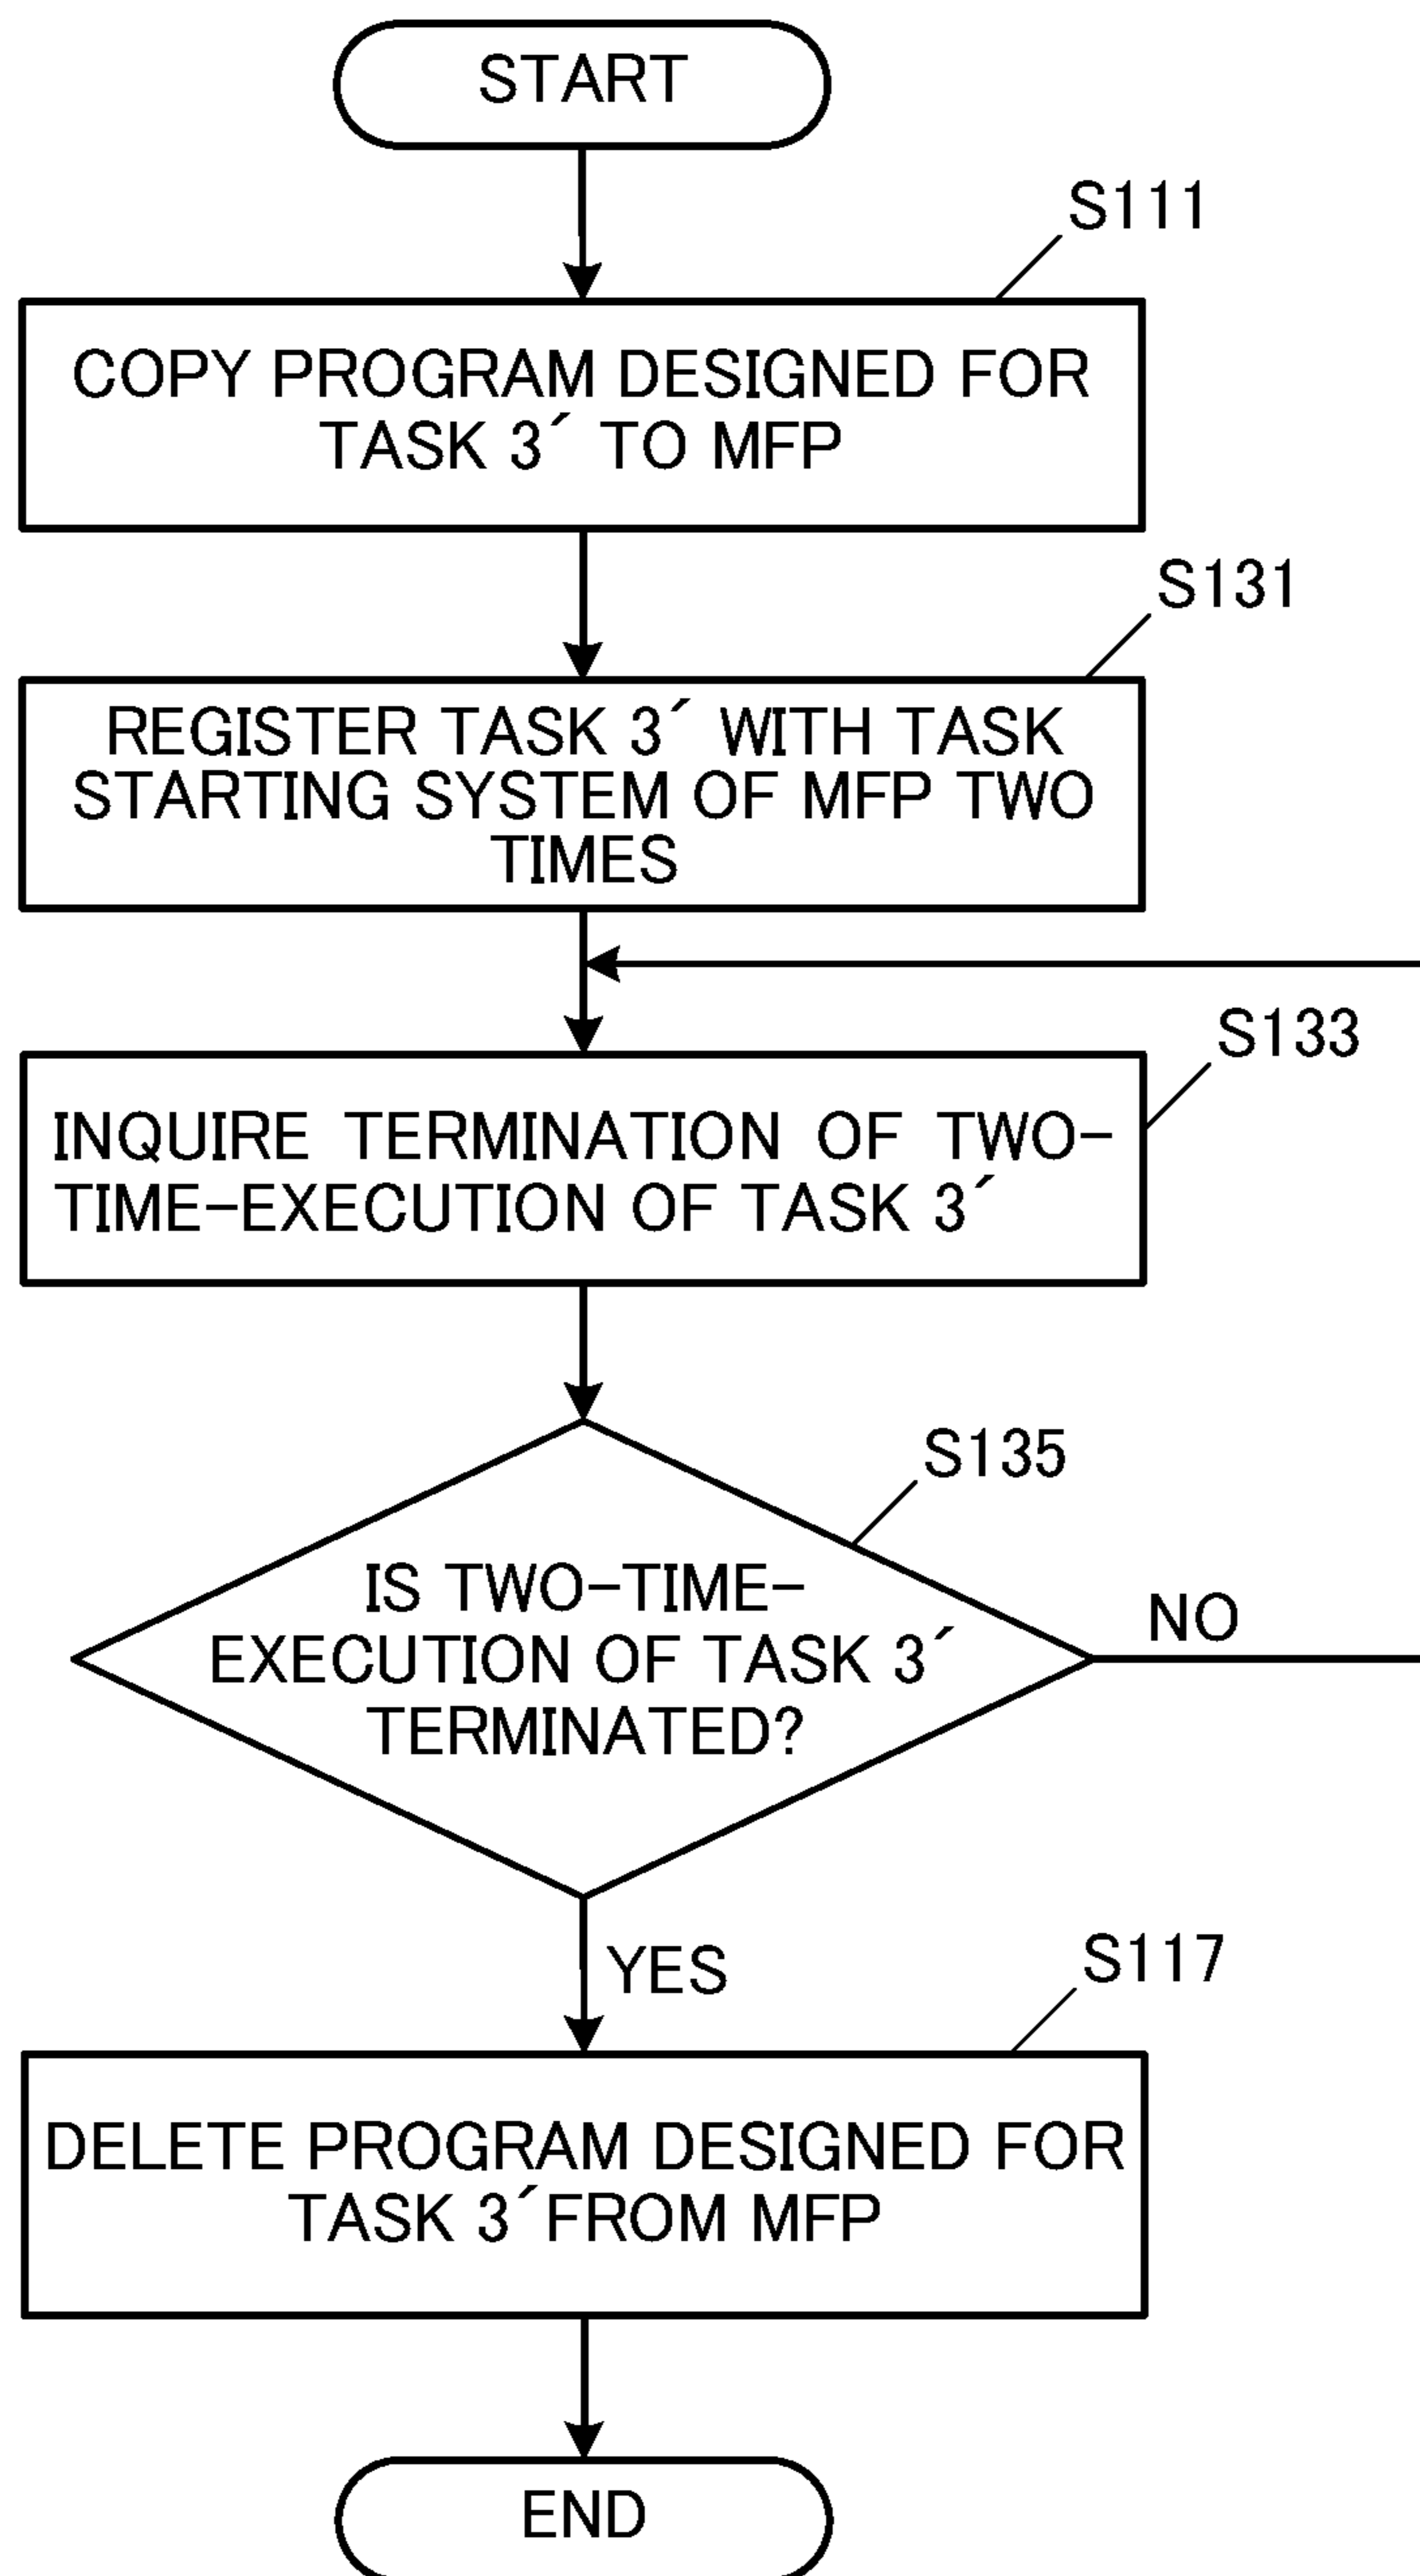 START
S111
COPY PROGRAM DESIGNED FOR
TASK 3´ TO MFP
S131
REGISTER TASK 3´ WITH TASK
STARTING SYSTEM OF MFP TWO
TIMES
S133
INQUIRE TERMINATION OF TWO-
TIME-EXECUTION OF TASK 3´
S135
IS TWO-TIME-
EXECUTION OF TASK 3´
TERMINATED?
NO
YES
S117
DELETE PROGRAM DESIGNED FOR
TASK 3´FROM MFP
END